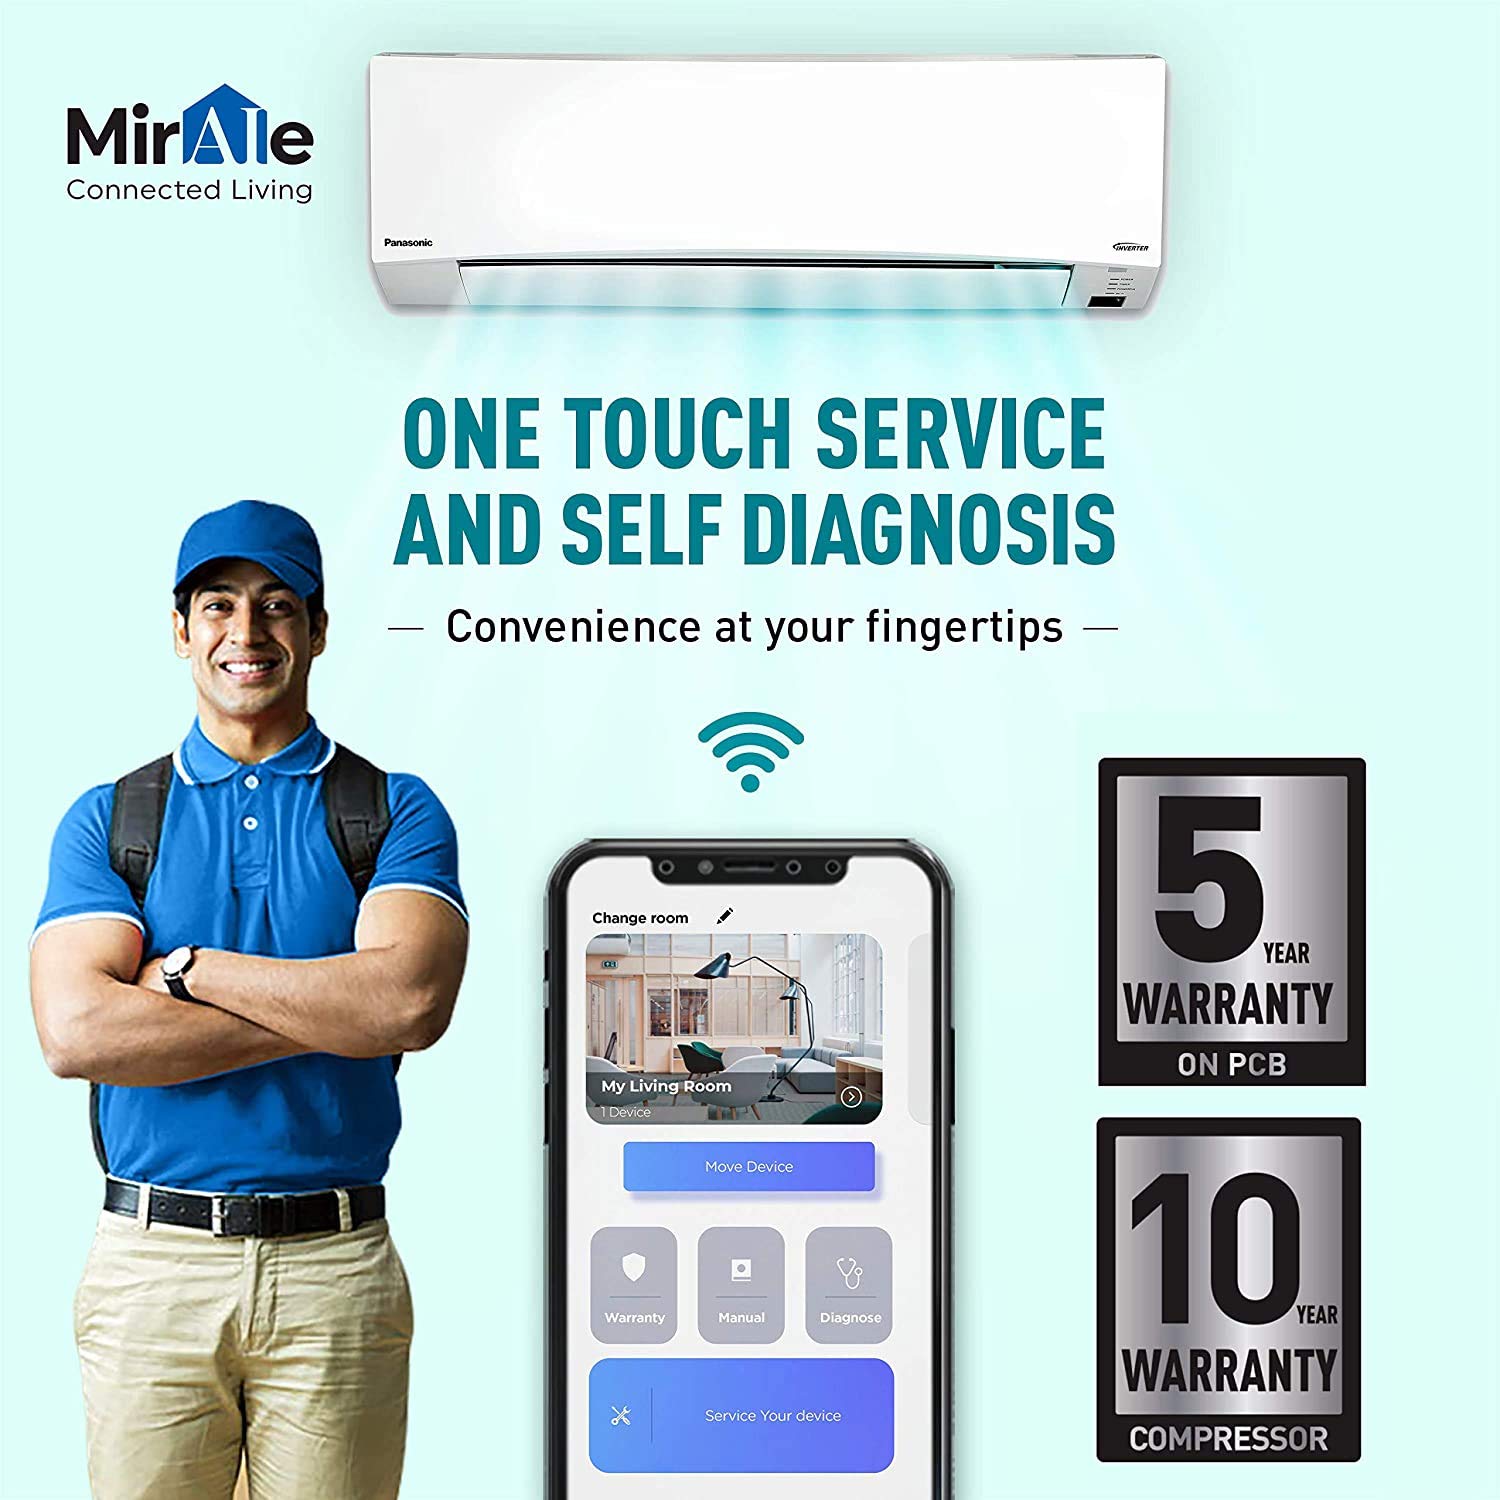 MirAIe
Connected Living
Panasonic
INVERTER
ONE TOUCH SERVICE
AND SELF DIAGNOSIS
Convenience at your fingertips
Change room
My Living Room
1 Device
Move Device
Warranty
Manual
Diagnose
Service Your device
5
YEAR
WARRANTY
ON PCB
10
YEAR
WARRANTY
COMPRESSOR